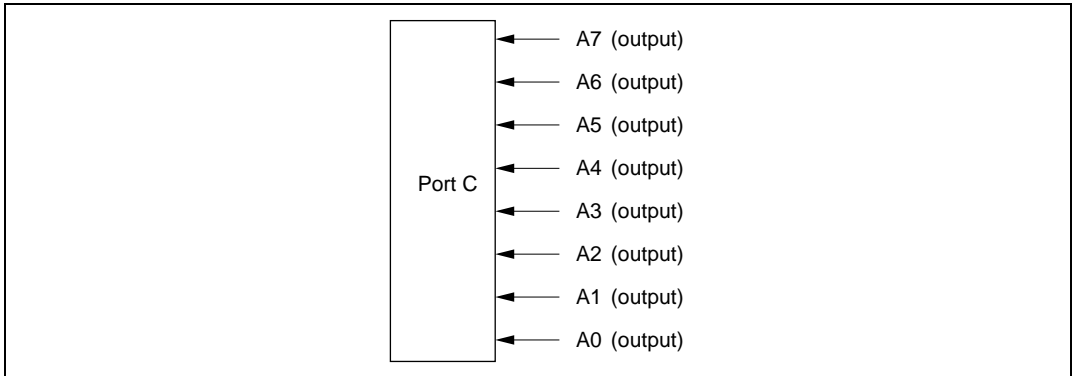 A7 (output)
A6 (output)
A5 (output)
A4 (output)
Port C
A3 (output)
A2 (output)
A1 (output)
A0 (output)